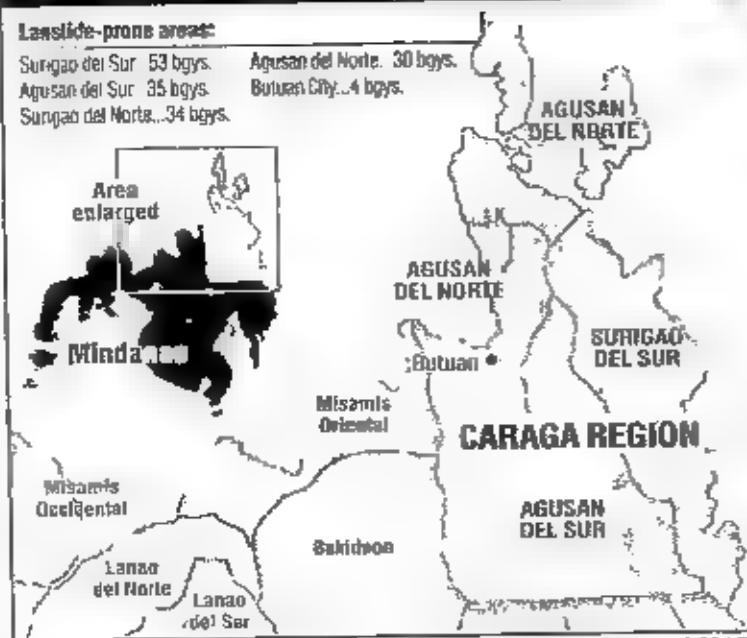 Lanslide-prone areas:
Surigao del Sur 53 bgys.
Agusan del Sur 35 bgys.
Surigao del Norte...34 bgys.
Agusan del Norte. 30 bgys.
Butuan City...4 bgys.
Area
enlarged
Mindanao
AGUSAN
DEL NORTE
AGUSAN
DEL NORTE
SURIGAO
DEL SUR
Butuan
Misamis
Oriental
CARAGA REGION
Misamis
Occidental
AGUSAN
DEL SUR
Bukidnon
Lanao
del Norte
Lanao
del Sur